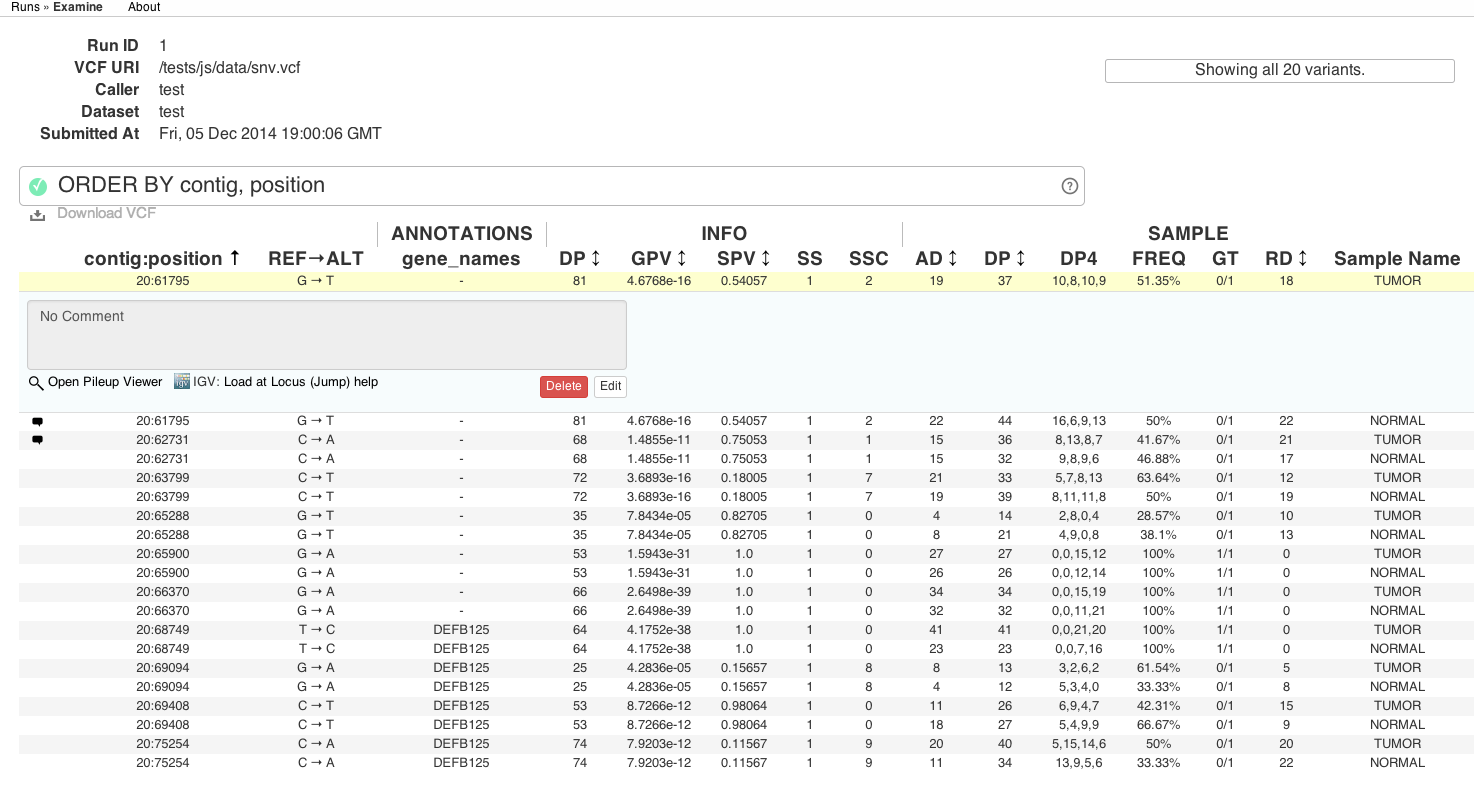 Runs » Examine About
Run ID 1
VCF URI /tests/js/data/snv.vcf
Showing all 20 variants.
Caller test
Dataset test
Submitted At Fri, 05 Dec 2014 19:00:06 GMT
ORDER BY contig, position ?
Download VCF
ANNOTATIONS INFO SAMPLE
contig:position ↑ REF→ALT gene_names DP ↕ GPV ↕ SPV ↕ SS SSC AD ↕ DP ↕ DP4 FREQ GT RD ↕ Sample Name
20:61795 G → T - 81 4.6768e-16 0.54057 1 2 19 37 10,8,10,9 51.35% 0/1 18 TUMOR
No Comment
Open Pileup Viewer igv IGV: Load at Locus (Jump) help Delete Edit
20:61795 G → T - 81 4.6768e-16 0.54057 1 2 22 44 16,6,9,13 50% 0/1 22 NORMAL
20:62731 C → A - 68 1.4855e-11 0.75053 1 1 15 36 8,13,8,7 41.67% 0/1 21 TUMOR
20:62731 C → A - 68 1.4855e-11 0.75053 1 1 15 32 9,8,9,6 46.88% 0/1 17 NORMAL
20:63799 C → T - 72 3.6893e-16 0.18005 1 7 21 33 5,7,8,13 63.64% 0/1 12 TUMOR
20:63799 C → T - 72 3.6893e-16 0.18005 1 7 19 39 8,11,11,8 50% 0/1 19 NORMAL
20:65288 G → T - 35 7.8434e-05 0.82705 1 0 4 14 2,8,0,4 28.57% 0/1 10 TUMOR
20:65288 G → T - 35 7.8434e-05 0.82705 1 0 8 21 4,9,0,8 38.1% 0/1 13 NORMAL
20:65900 G → A - 53 1.5943e-31 1.0 1 0 27 27 0,0,15,12 100% 1/1 0 TUMOR
20:65900 G → A - 53 1.5943e-31 1.0 1 0 26 26 0,0,12,14 100% 1/1 0 NORMAL
20:66370 G → A - 66 2.6498e-39 1.0 1 0 34 34 0,0,15,19 100% 1/1 0 TUMOR
20:66370 G → A - 66 2.6498e-39 1.0 1 0 32 32 0,0,11,21 100% 1/1 0 NORMAL
20:68749 T → C DEFB125 64 4.1752e-38 1.0 1 0 41 41 0,0,21,20 100% 1/1 0 TUMOR
20:68749 T → C DEFB125 64 4.1752e-38 1.0 1 0 23 23 0,0,7,16 100% 1/1 0 NORMAL
20:69094 G → A DEFB125 25 4.2836e-05 0.15657 1 8 8 13 3,2,6,2 61.54% 0/1 5 TUMOR
20:69094 G → A DEFB125 25 4.2836e-05 0.15657 1 8 4 12 5,3,4,0 33.33% 0/1 8 NORMAL
20:69408 C → T DEFB125 53 8.7266e-12 0.98064 1 0 11 26 6,9,4,7 42.31% 0/1 15 TUMOR
20:69408 C → T DEFB125 53 8.7266e-12 0.98064 1 0 18 27 5,4,9,9 66.67% 0/1 9 NORMAL
20:75254 C → A DEFB125 74 7.9203e-12 0.11567 1 9 20 40 5,15,14,6 50% 0/1 20 TUMOR
20:75254 C → A DEFB125 74 7.9203e-12 0.11567 1 9 11 34 13,9,5,6 33.33% 0/1 22 NORMAL